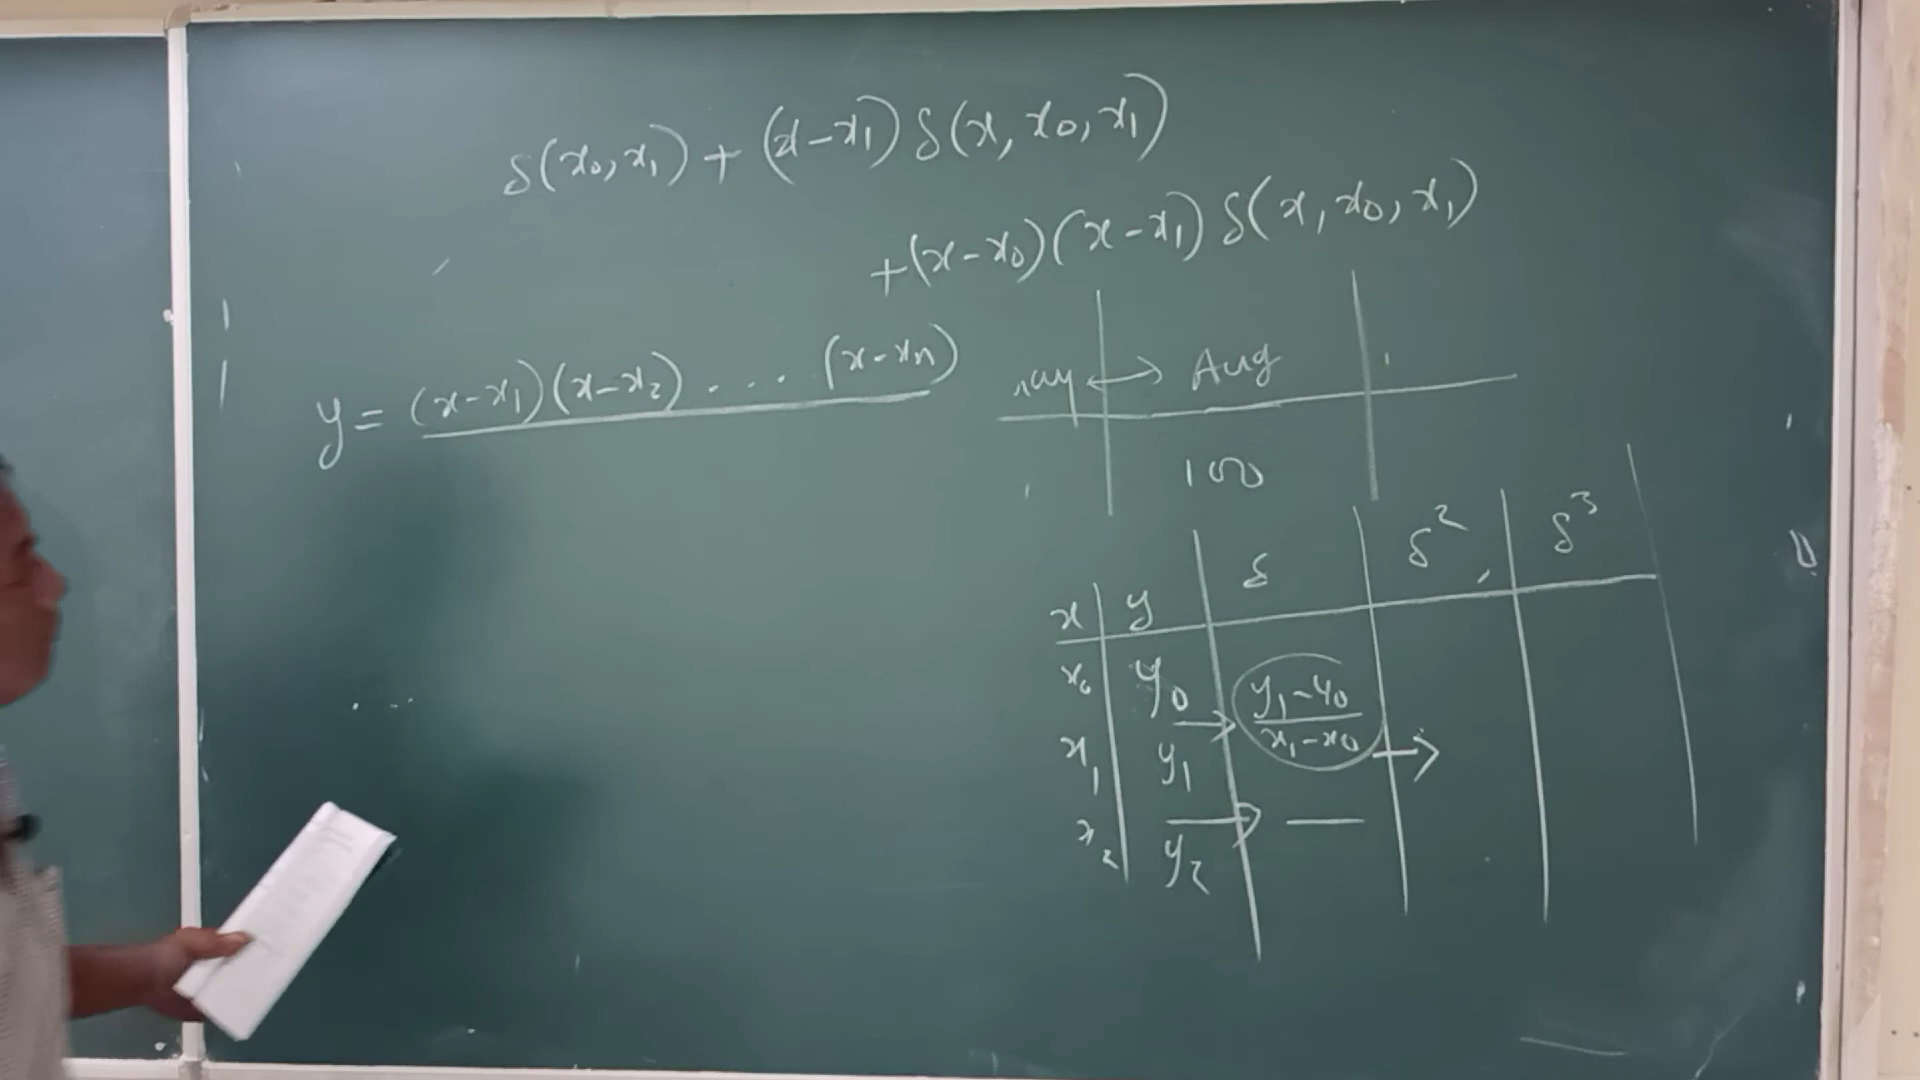 δ(x₀, x₁) + (x-x₁) δ(x, x₀, x₁)
+(x-x₀)(x-x₁) δ(x, x₀, x₁)
y = (x-x₁)(x-x₂) . . . . (x-xₙ)
⟷ Aug
100
x | y | δ | δ² | δ³
x₀ y₀ → (y₁-y₀)/(x₁-x₀) →
x₁ y₁
→ —
x₂ y₂